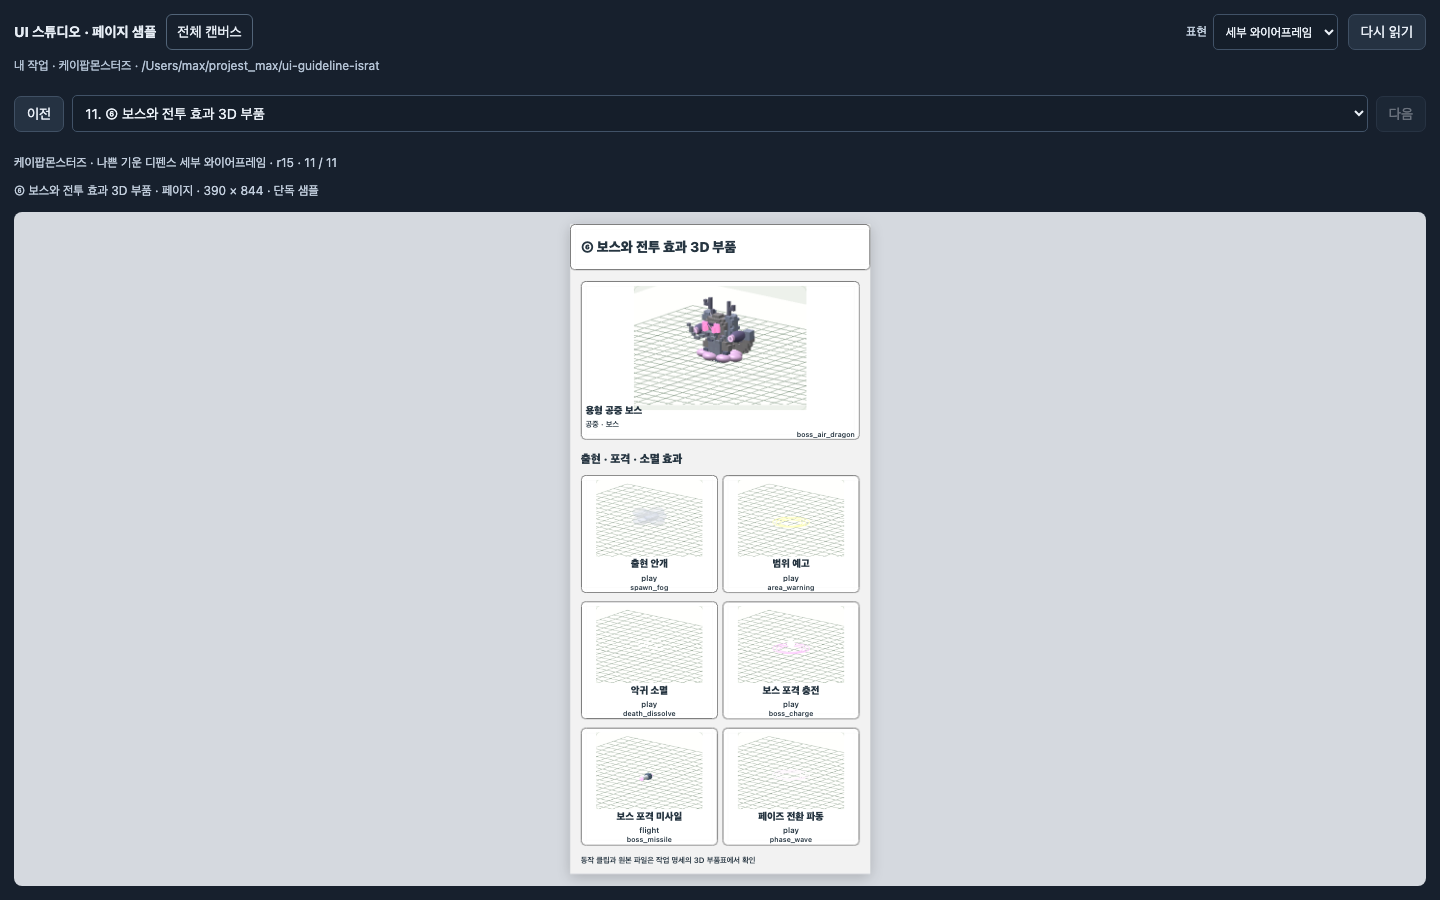 UI 스튜디오 · 페이지 샘플
전체 캔버스
표현
세부 와이어프레임
다시 읽기
내 작업 · 케이팝몬스터즈 · /Users/max/projest_max/ui-guideline-israt
이전
11. ⑥ 보스와 전투 효과 3D 부품
다음
케이팝몬스터즈 · 나쁜 기운 디펜스 세부 와이어프레임 · r15 · 11 / 11
⑥ 보스와 전투 효과 3D 부품 · 페이지 · 390 × 844 · 단독 샘플
⑥ 보스와 전투 효과 3D 부품
용형 공중 보스
공중 · 보스
boss_air_dragon
출현 · 포격 · 소멸 효과
출현 안개
play
spawn_fog
범위 예고
play
area_warning
악귀 소멸
play
death_dissolve
보스 포격 충전
play
boss_charge
보스 포격 미사일
flight
boss_missile
페이즈 전환 파동
play
phase_wave
동작 클립과 원본 파일은 작업 명세의 3D 부품표에서 확인